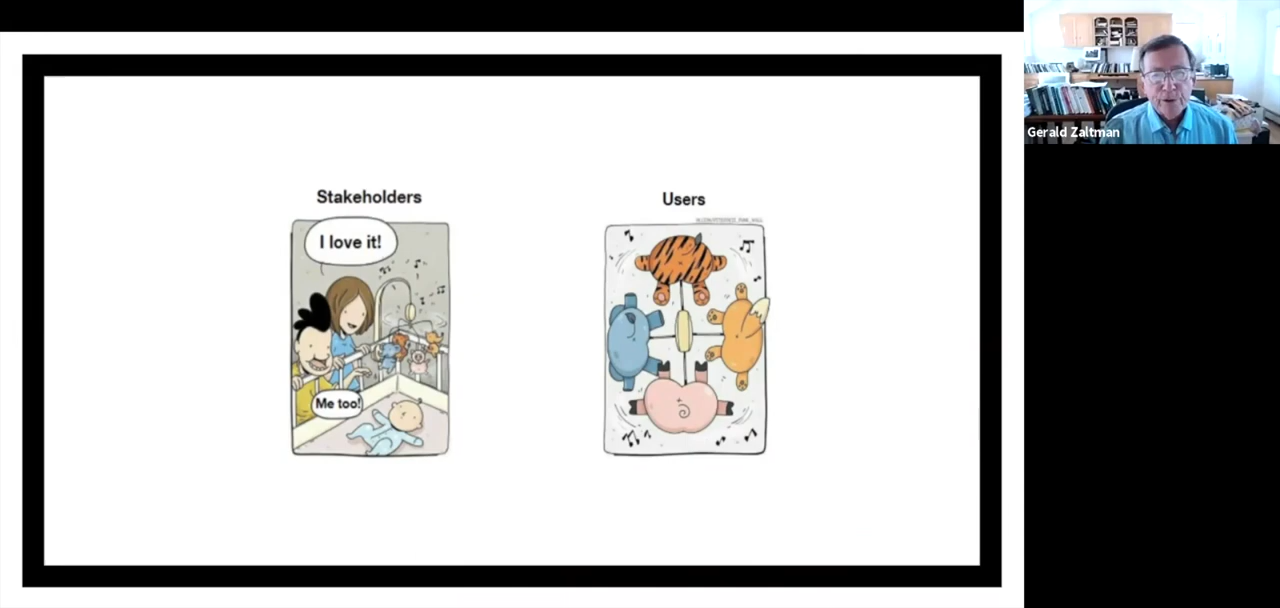 Stakeholders
Users
I love it!
Me too!
Gerald Zaltman